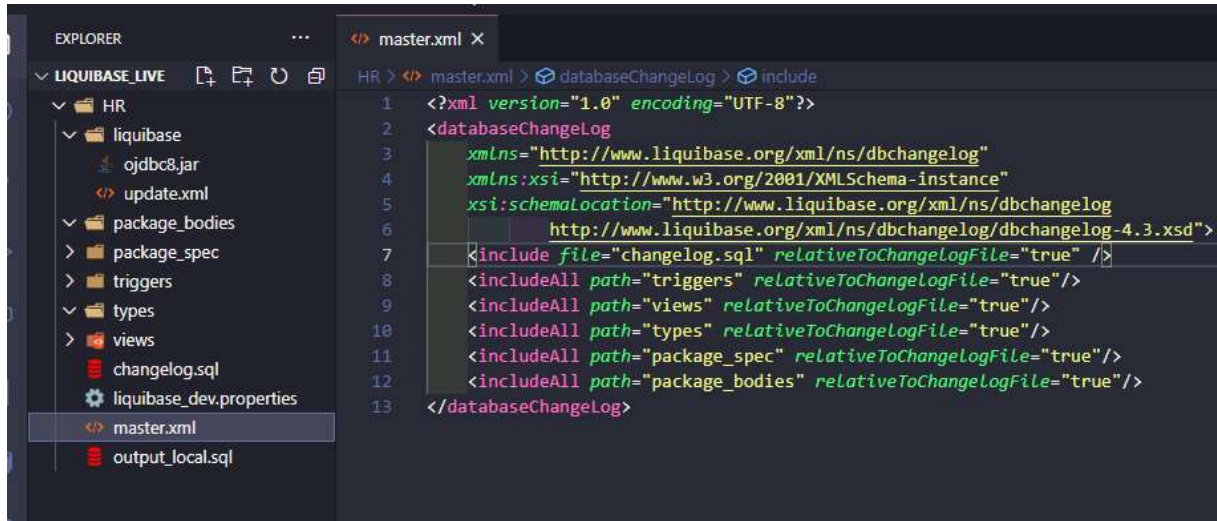 EXPLORER ...
LIQUIBASE_LIVE
HR
liquibase
ojdbc8.jar
update.xml
package_bodies
package_spec
triggers
types
views
changelog.sql
liquibase_dev.properties
master.xml
output_local.sql
master.xml
HR > master.xml > databaseChangeLog > include
1 <?xml version="1.0" encoding="UTF-8"?>
2 <databaseChangeLog
3 xmlns="http://www.liquibase.org/xml/ns/dbchangelog"
4 xmlns:xsi="http://www.w3.org/2001/XMLSchema-instance"
5 xsi:schemaLocation="http://www.liquibase.org/xml/ns/dbchangelog
6 http://www.liquibase.org/xml/ns/dbchangelog/dbchangelog-4.3.xsd">
7 <include file="changelog.sql" relativeToChangelogFile="true" />
8 <includeAll path="triggers" relativeToChangelogFile="true"/>
9 <includeAll path="views" relativeToChangelogFile="true"/>
10 <includeAll path="types" relativeToChangelogFile="true"/>
11 <includeAll path="package_spec" relativeToChangelogFile="true"/>
12 <includeAll path="package_bodies" relativeToChangelogFile="true"/>
13 </databaseChangeLog>